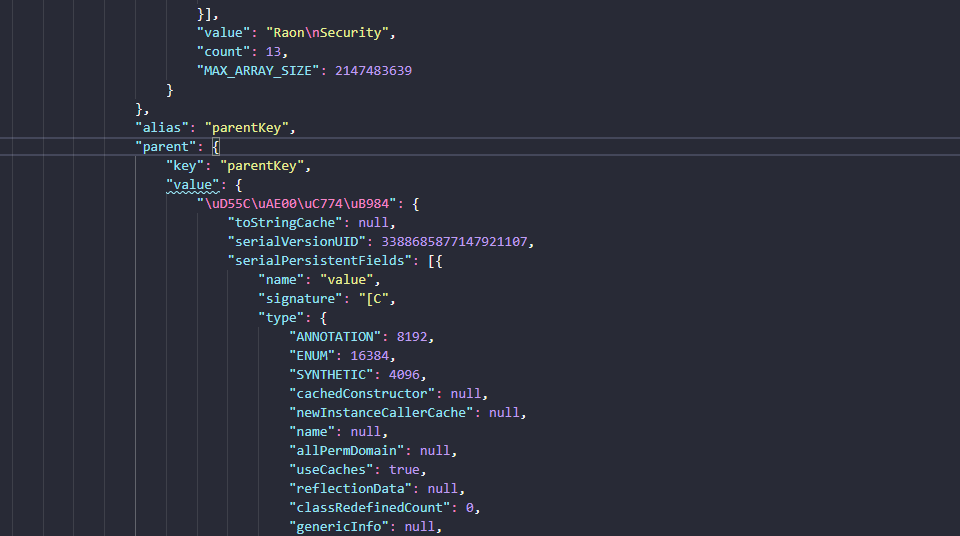 }],
"value": "Raon\nSecurity",
"count": 13,
"MAX_ARRAY_SIZE": 2147483639
}
},
"alias": "parentKey",
"parent": {
"key": "parentKey",
"value": {
"\uD55C\uAE00\uC774\uB984": {
"toStringCache": null,
"serialVersionUID": 3388685877147921107,
"serialPersistentFields": [{
"name": "value",
"signature": "[C",
"type": {
"ANNOTATION": 8192,
"ENUM": 16384,
"SYNTHETIC": 4096,
"cachedConstructor": null,
"newInstanceCallerCache": null,
"name": null,
"allPermDomain": null,
"useCaches": true,
"reflectionData": null,
"classRedefinedCount": 0,
"genericInfo": null,